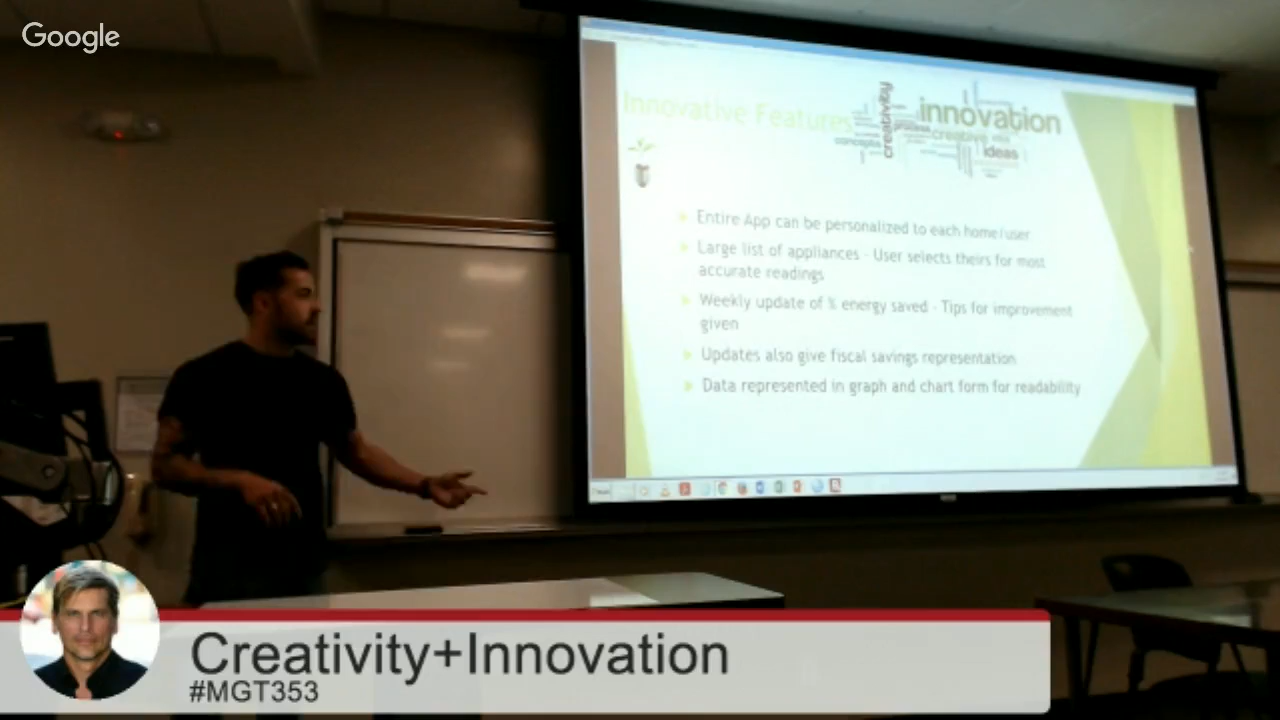 Google
Innovative Features
creativity
innovation
process
creative
concepts
ideas
Entire App can be personalized to each home/user
Large list of appliances - User selects theirs for most
accurate readings
Weekly update of % energy saved - Tips for improvement
given
Updates also give fiscal savings representation
Data represented in graph and chart form for readability
Creativity+Innovation
#MGT353